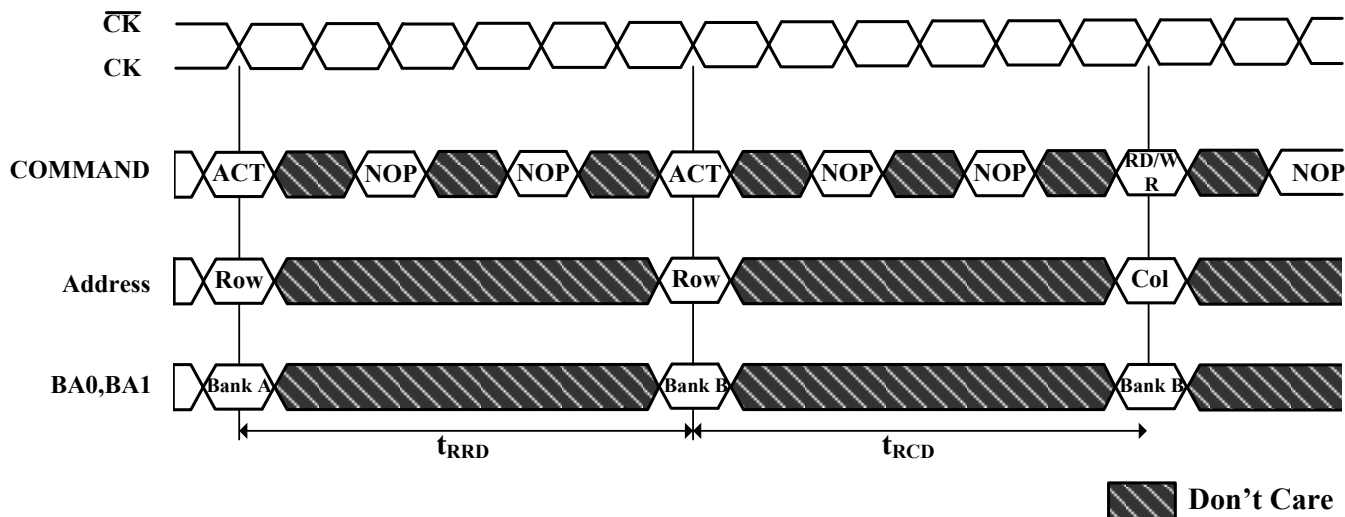 CK
CK
COMMAND ACT NOP NOP ACT NOP NOP RD/W NOP
R
Address Row Row Col
BA0,BA1 Bank A Bank B Bank B
tRRD tRCD
Don't Care